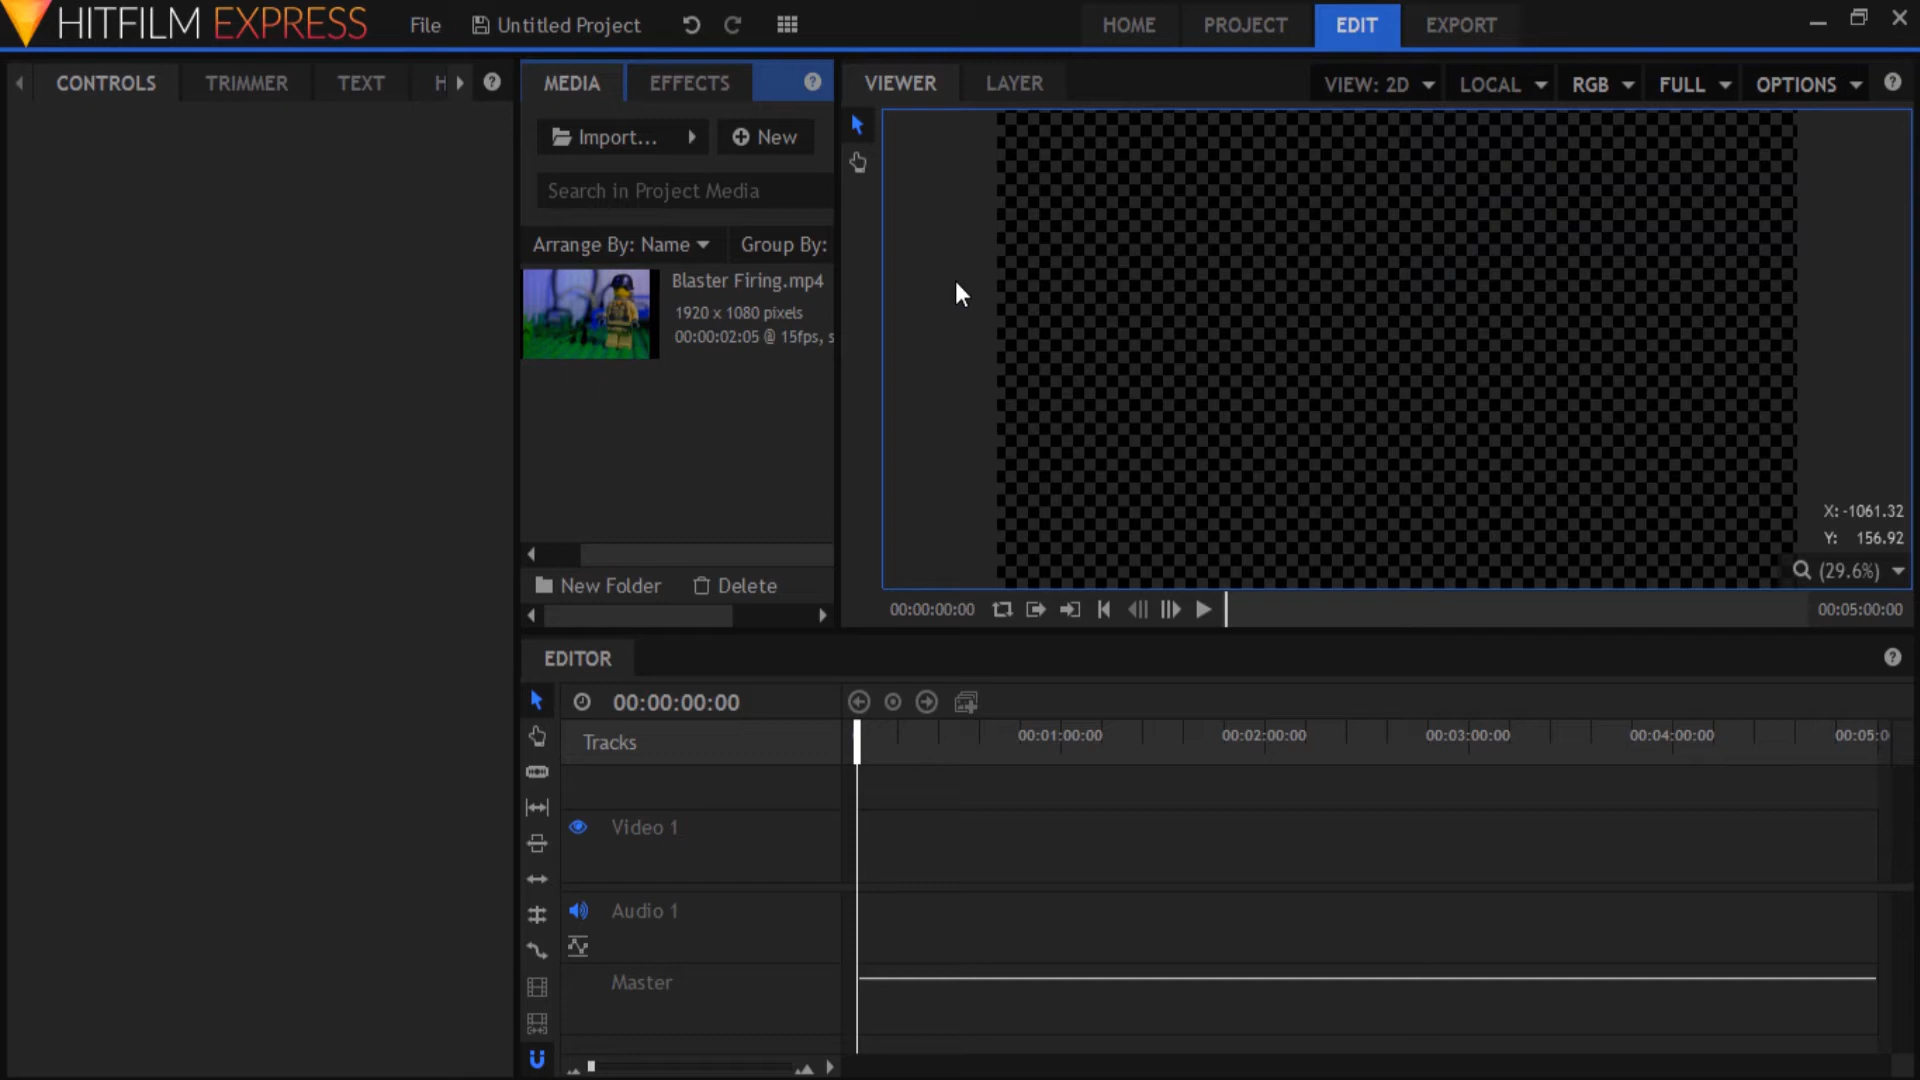 HITFILM EXPRESS File Untitled Project HOME PROJECT EDIT EXPORT
CONTROLS TRIMMER TEXT H
MEDIA EFFECTS
VIEWER LAYER VIEW: 2D LOCAL RGB FULL OPTIONS
Import... New
Search in Project Media
Arrange By: Name Group By:
Blaster Firing.mp4
1920 x 1080 pixels
00:00:02:05 @ 15fps, s
X: -1061.32
Y: 156.92
(29.6%)
New Folder Delete
00:00:00:00 00:05:00:00
EDITOR
00:00:00:00
Tracks 00:01:00:00 00:02:00:00 00:03:00:00 00:04:00:00 00:05:0
Video 1
Audio 1
Master